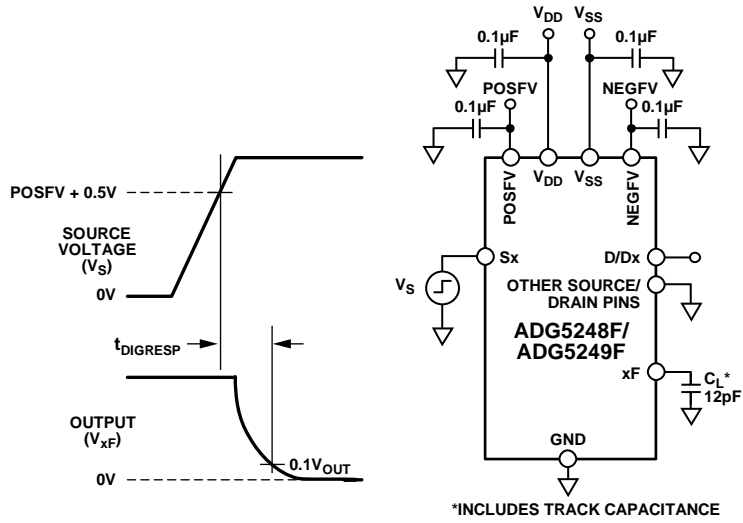 POSFV + 0.5V
SOURCE
VOLTAGE
(VS)
0V
tDIGRESP
OUTPUT
(VxF)
0V
0.1VOUT
VDD
VSS
0.1µF
0.1µF
POSFV
NEGFV
0.1µF
0.1µF
POSFV
VDD
VSS
NEGFV
Sx
D/Dx
VS
OTHER SOURCE/
DRAIN PINS
ADG5248F/
ADG5249F
xF
CL*
12pF
GND
*INCLUDES TRACK CAPACITANCE